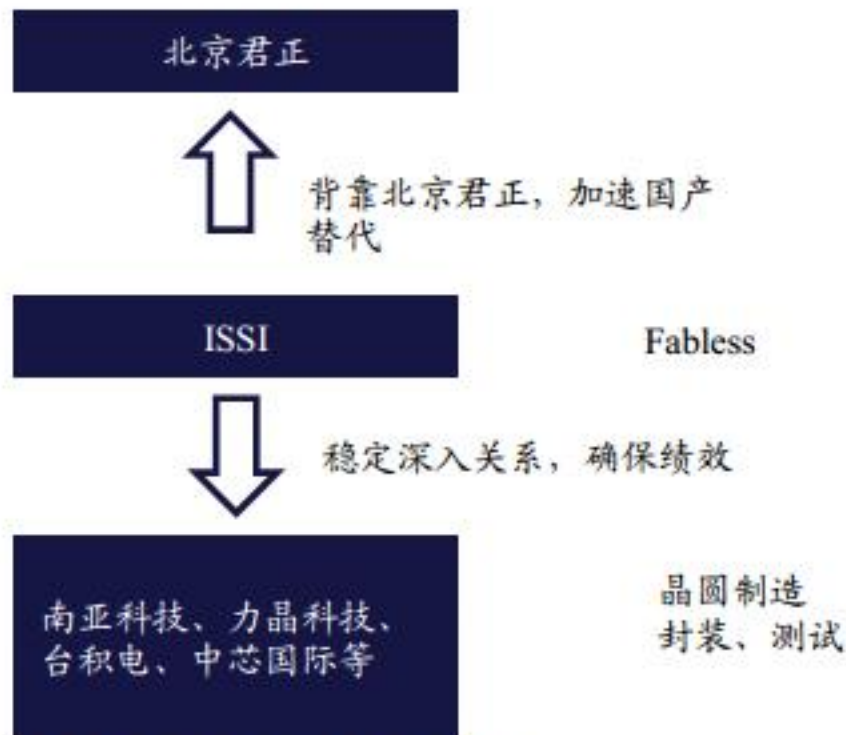 北京君正
背靠北京君正，加速国产
替代
ISSI
Fabless
稳定深入关系，确保绩效
南亚科技、力晶科技、
台积电、中芯国际等
晶圆制造
封装、测试